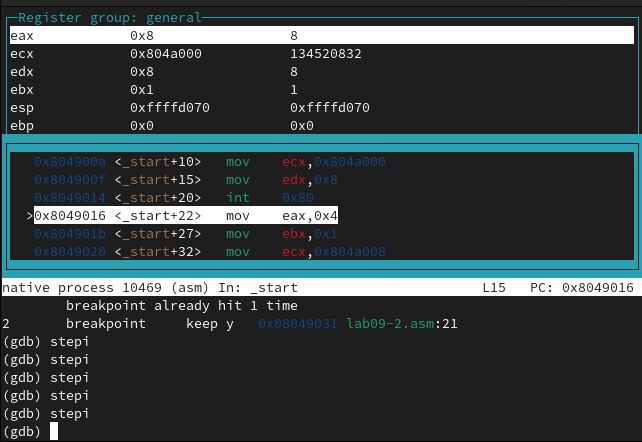 Register group: general
eax 0x8 8
ecx 0x804a000 134520832
edx 0x8 8
ebx 0x1 1
esp 0xffffd070 0xffffd070
ebp 0x0 0x0
0x804900a <_start+10> mov ecx,0x804a000
0x804900f <_start+15> mov edx,0x8
0x8049014 <_start+20> int 0x80
>0x8049016 <_start+22> mov eax,0x4
0x804901b <_start+27> mov ebx,0x1
0x8049020 <_start+32> mov ecx,0x804a008
native process 10469 (asm) In: _start L15 PC: 0x8049016
breakpoint already hit 1 time
2 breakpoint keep y 0x08049031 lab09-2.asm:21
(gdb) stepi
(gdb) stepi
(gdb) stepi
(gdb) stepi
(gdb) stepi
(gdb)